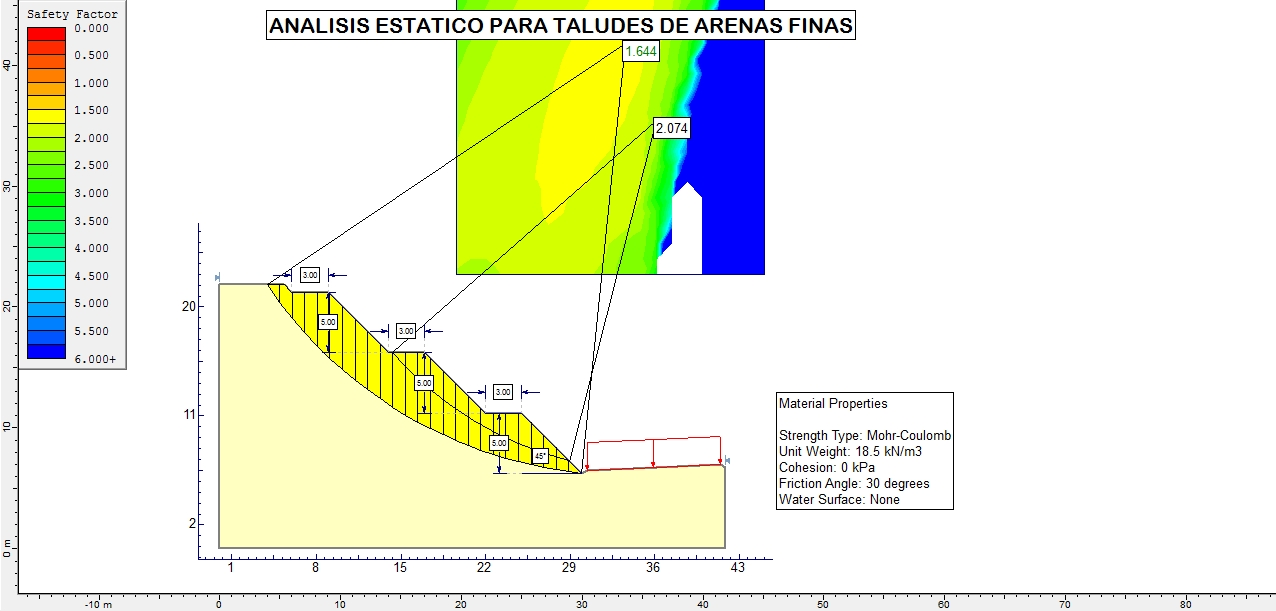 Safety Factor
0.000
0.500
1.000
1.500
2.000
2.500
3.000
3.500
4.000
4.500
5.000
5.500
6.000+
ANALISIS ESTATICO PARA TALUDES DE ARENAS FINAS
1.644
2.074
3.00
5.00
3.00
5.00
3.00
5.00
45°
Material Properties
Strength Type: Mohr-Coulomb
Unit Weight: 18.5 kN/m3
Cohesion: 0 kPa
Friction Angle: 30 degrees
Water Surface: None
40
30
20
10
0 m
20
11
2
1 8 15 22 29 36 43
-10 m 0 10 20 30 40 50 60 70 80